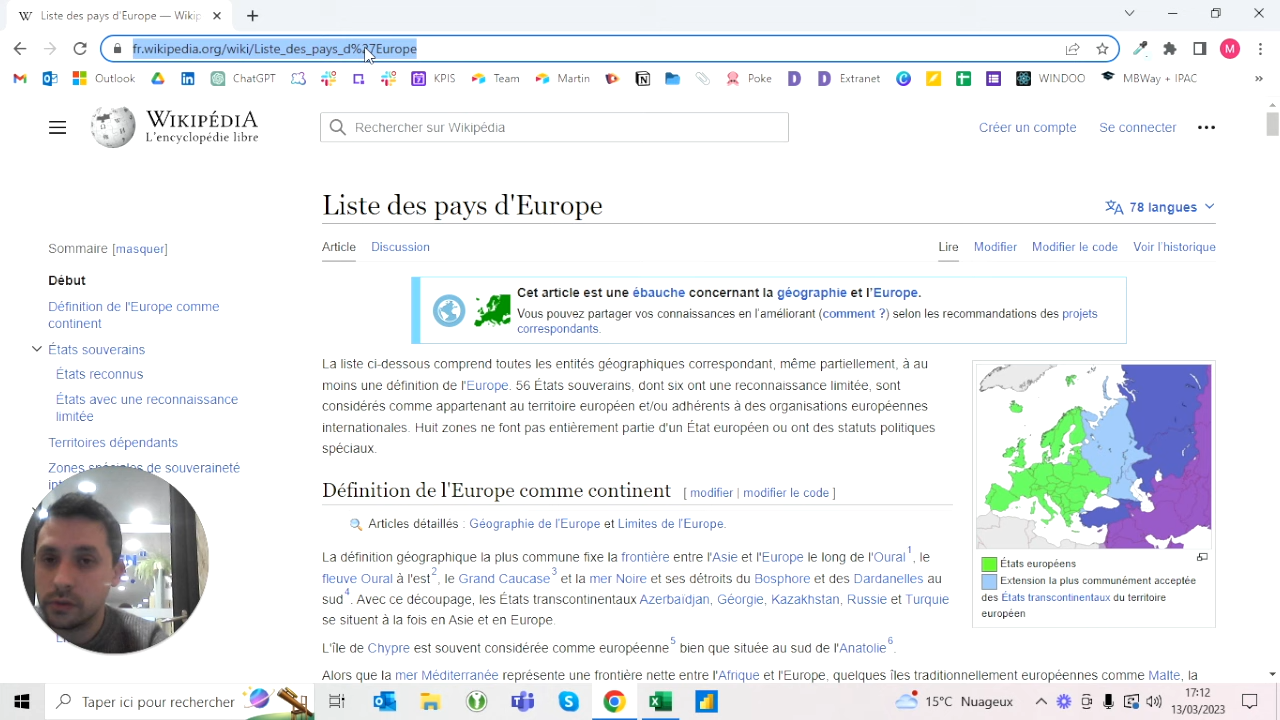 Liste des pays d'Europe — Wikip
fr.wikipedia.org/wiki/Liste_des_pays_d%27Europe
M
Outlook
ChatGPT
KPIS
Team
Martin
Poke
Extranet
WINDOO
MBWay + IPAC
»
WIKIPÉDIA
L'encyclopédie libre
Rechercher sur Wikipédia
Créer un compte
Se connecter
Liste des pays d'Europe
78 langues
Sommaire [masquer]
Début
Définition de l'Europe comme
continent
États souverains
États reconnus
États avec une reconnaissance
limitée
Territoires dépendants
Zones spéciales de souveraineté
Article
Discussion
Lire
Modifier
Modifier le code
Voir l'historique
Cet article est une ébauche concernant la géographie et l'Europe.
Vous pouvez partager vos connaissances en l'améliorant (comment ?) selon les recommandations des projets
correspondants.
La liste ci-dessous comprend toutes les entités géographiques correspondant, même partiellement, à au
moins une définition de l'Europe. 56 États souverains, dont six ont une reconnaissance limitée, sont
considérés comme appartenant au territoire européen et/ou adhérents à des organisations européennes
internationales. Huit zones ne font pas entièrement partie d'un État européen ou ont des statuts politiques
spéciaux.
Définition de l'Europe comme continent [ modifier | modifier le code ]
Articles détaillés : Géographie de l'Europe et Limites de l'Europe.
La définition géographique la plus commune fixe la frontière entre l'Asie et l'Europe le long de l'Oural1, le
fleuve Oural à l'est2, le Grand Caucase3 et la mer Noire et ses détroits du Bosphore et des Dardanelles au
sud4. Avec ce découpage, les États transcontinentaux Azerbaïdjan, Géorgie, Kazakhstan, Russie et Turquie
se situent à la fois en Asie et en Europe.
L'île de Chypre est souvent considérée comme européenne5 bien que située au sud de l'Anatolie6.
Alors que la mer Méditerranée représente une frontière nette entre l'Afrique et l'Europe, quelques îles traditionnellement européennes comme Malte, la
États européens
Extension la plus communément acceptée
des États transcontinentaux du territoire
européen
Taper ici pour rechercher
15°C Nuageux
17:12
13/03/2023